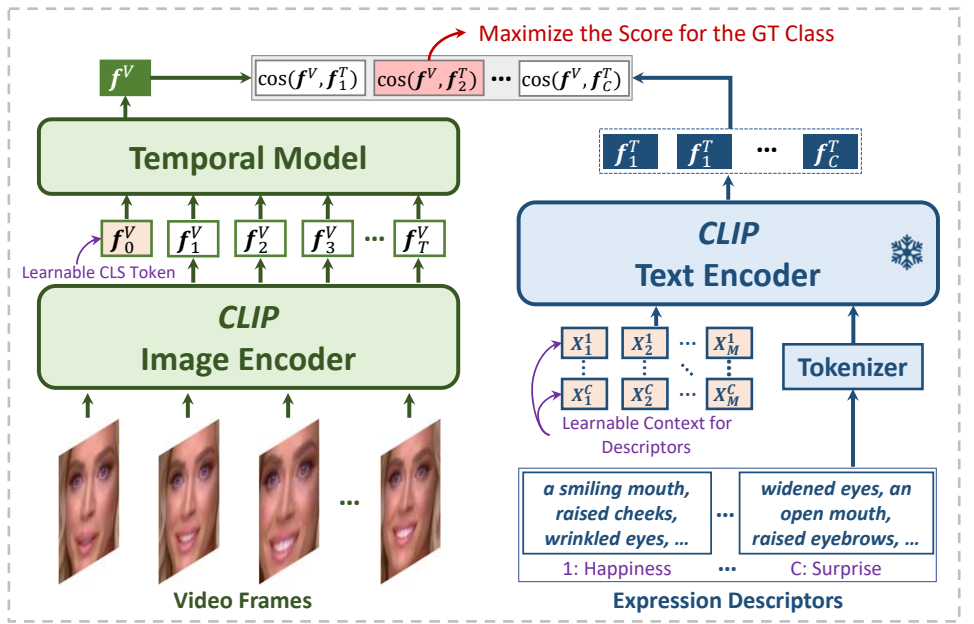 Maximize the Score for the GT Class
f^V
cos(f^V, f_1^T) cos(f^V, f_2^T) ··· cos(f^V, f_C^T)
Temporal Model
f_1^T f_1^T ··· f_C^T
f_0^V f_1^V f_2^V f_3^V ··· f_T^V
Learnable CLS Token
CLIP
Image Encoder
CLIP
Text Encoder
X_1^1 X_2^1 ··· X_M^1
X_1^C X_2^C ··· X_M^C
Tokenizer
Learnable Context for
Descriptors
a smiling mouth,
raised cheeks,
wrinkled eyes, ...
···
widened eyes, an
open mouth,
raised eyebrows, ...
1: Happiness ··· C: Surprise
Video Frames
Expression Descriptors